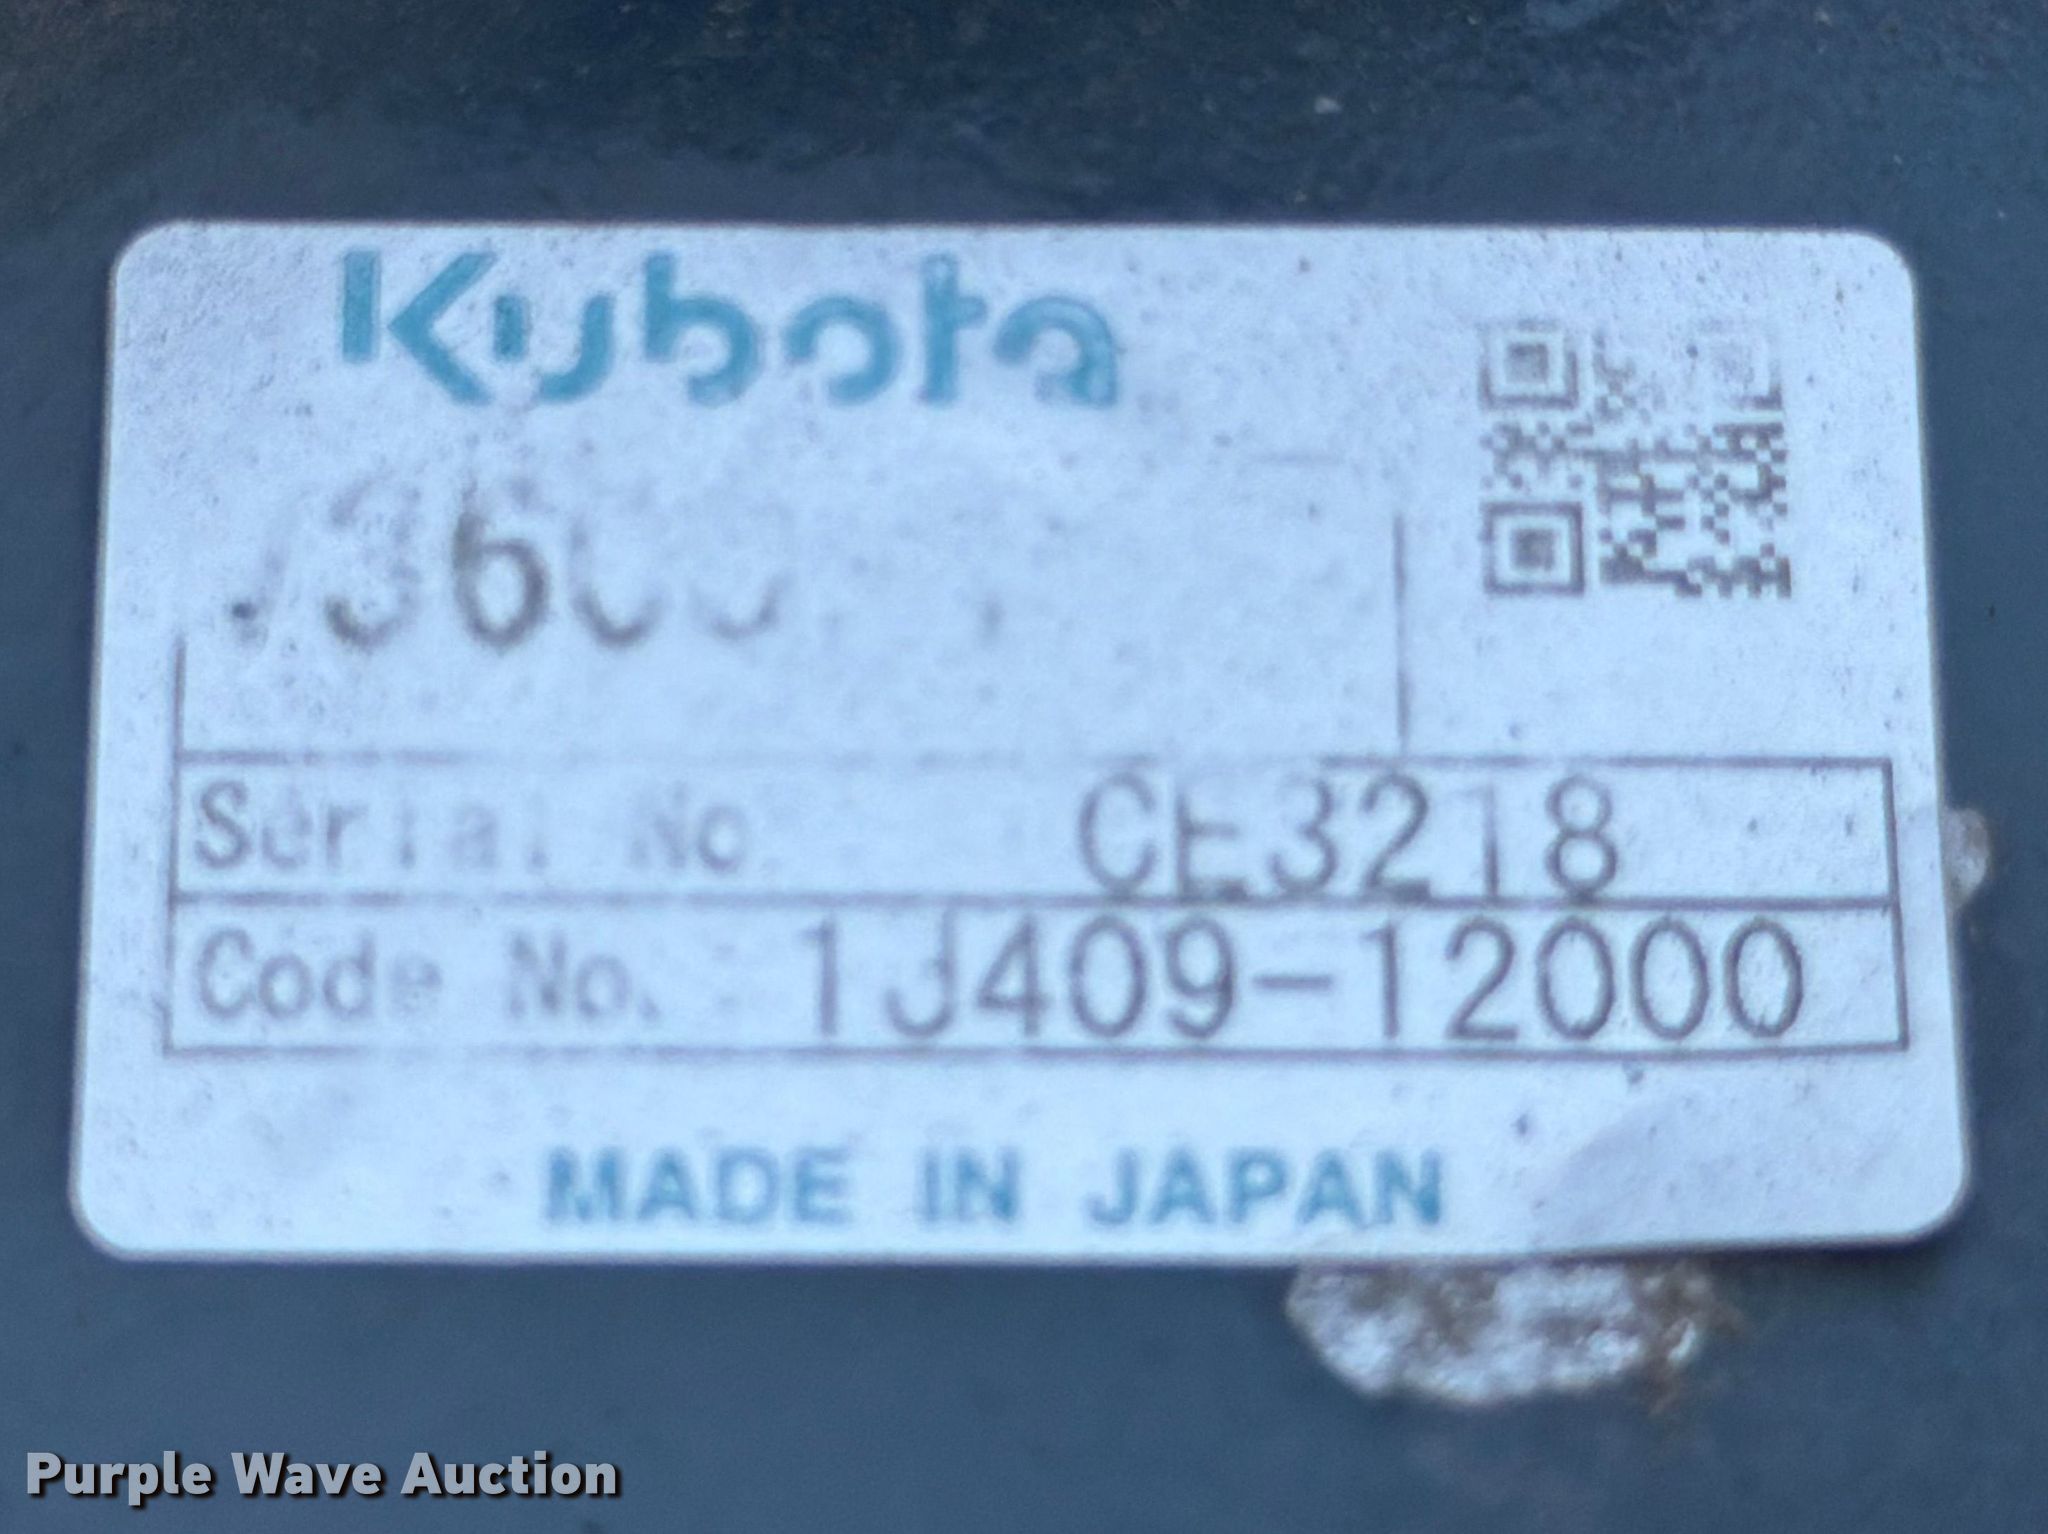 Kubota
Serial No. CE3218
Code No. 1J409-12000
MADE IN JAPAN
Purple Wave Auction